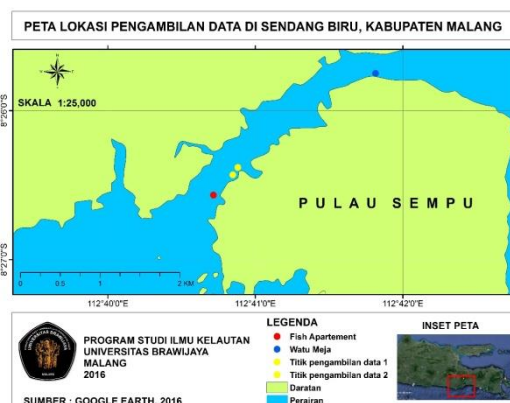 PETA LOKASI PENGAMBILAN DATA DI SENDANG BIRU, KABUPATEN MALANG
SKALA 1:25,000
8°26'0"S
8°27'0"S
PULAU SEMPU
0 0.5 1 2 KM
112°40'0"E 112°41'0"E 112°42'0"E
UNIVERSITAS BRAWIJAYA
MALANG
PROGRAM STUDI ILMU KELAUTAN
UNIVERSITAS BRAWIJAYA
MALANG
2016
SUMBER : GOOGLE EARTH, 2016
LEGENDA
Fish Apartement
Watu Meja
Titik pengambilan data 1
Titik pengambilan data 2
Daratan
Perairan
INSET PETA